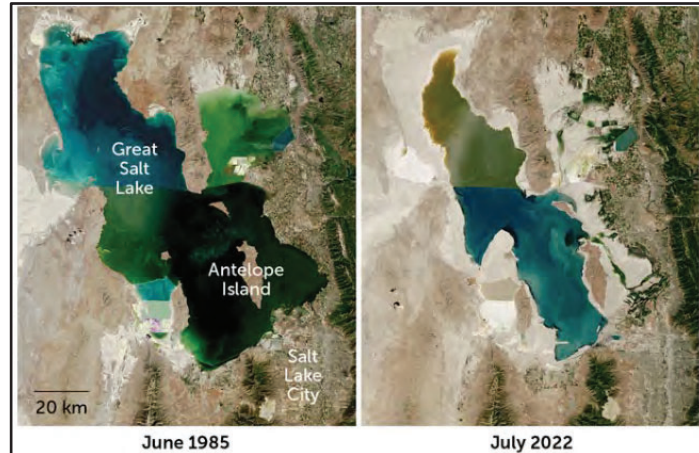 Great
Salt
Lake
Antelope
Island
Salt
Lake
City
20 km
June 1985
July 2022